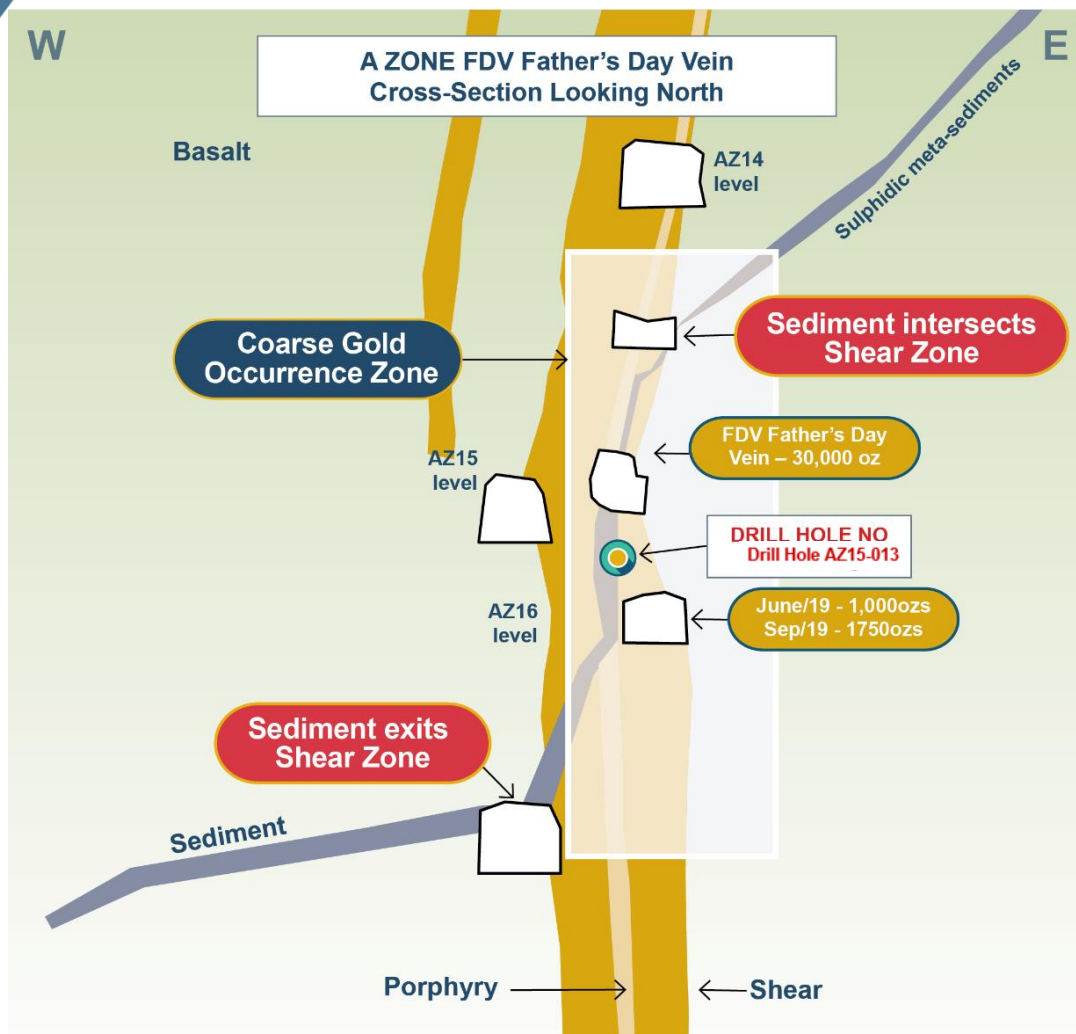 W
E
A ZONE FDV Father's Day Vein
Cross-Section Looking North
Basalt
AZ14
level
Sulphidic meta-sediments
Coarse Gold
Occurrence Zone
Sediment intersects
Shear Zone
FDV Father's Day
Vein – 30,000 oz
AZ15
level
DRILL HOLE NO
Drill Hole AZ15-013
AZ16
level
June/19 - 1,000ozs
Sep/19 - 1750ozs
Sediment exits
Shear Zone
Sediment
Porphyry
Shear